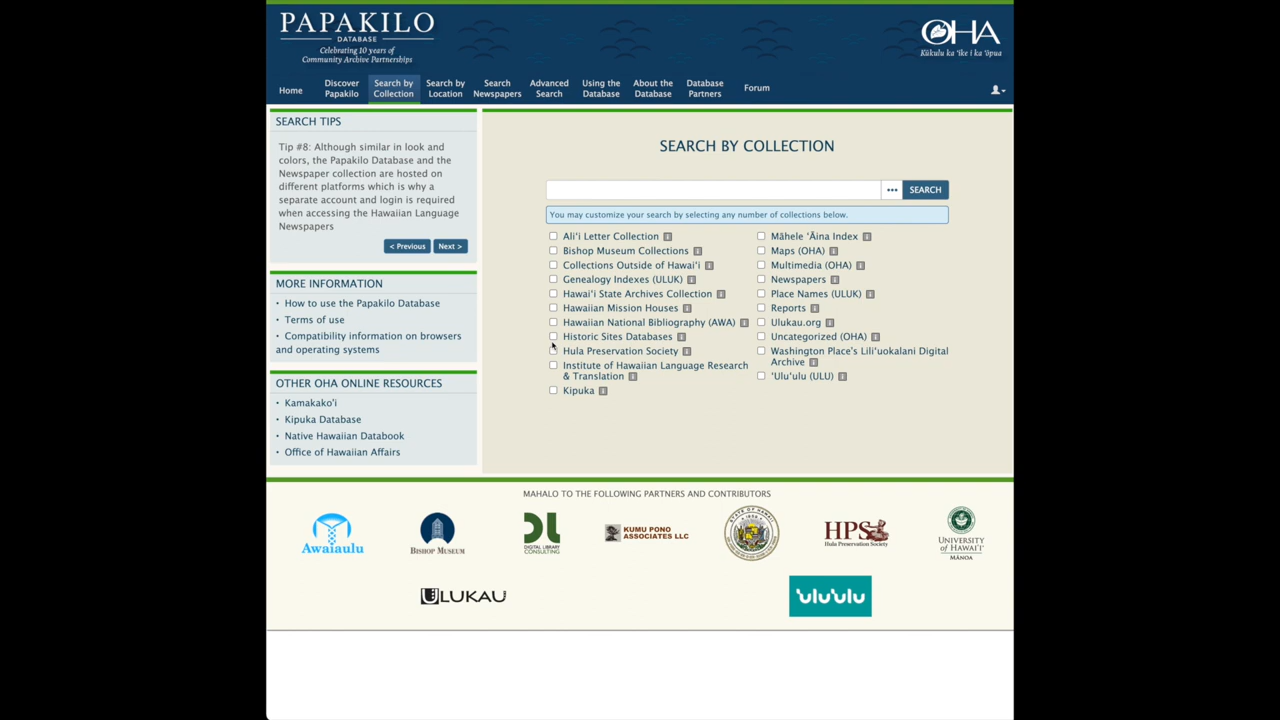 PAPAKILO
DATABASE
Celebrating 10 years of
Community Archive Partnerships
OHA
Kūkulu ka ʻike i ka ʻōpua
Home
Discover
Papakilo
Search by
Collection
Search by
Location
Search
Newspapers
Advanced
Search
Using the
Database
About the
Database
Database
Partners
Forum
SEARCH TIPS
Tip #8: Although similar in look and
colors, the Papakilo Database and the
Newspaper collection are hosted on
different platforms which is why a
separate account and login is required
when accessing the Hawaiian Language
Newspapers
< Previous
Next >
MORE INFORMATION
• How to use the Papakilo Database
• Terms of use
• Compatibility information on browsers
and operating systems
OTHER OHA ONLINE RESOURCES
• Kamakako'i
• Kipuka Database
• Native Hawaiian Databook
• Office of Hawaiian Affairs
SEARCH BY COLLECTION
••• SEARCH
You may customize your search by selecting any number of collections below.
Aliʻi Letter Collection
Bishop Museum Collections
Collections Outside of Hawaiʻi
Genealogy Indexes (ULUK)
Hawaiʻi State Archives Collection
Hawaiian Mission Houses
Hawaiian National Bibliography (AWA)
Historic Sites Databases
Hula Preservation Society
Institute of Hawaiian Language Research
& Translation
Kipuka
Māhele ʻĀina Index
Maps (OHA)
Multimedia (OHA)
Newspapers
Place Names (ULUK)
Reports
Ulukau.org
Uncategorized (OHA)
Washington Place's Liliʻuokalani Digital
Archive
ʻUluʻulu (ULU)
MAHALO TO THE FOLLOWING PARTNERS AND CONTRIBUTORS
Awaiaulu
BISHOP MUSEUM
DL
DIGITAL LIBRARY
CONSULTING
KUMU PONO
ASSOCIATES LLC
STATE OF HAWAII
HPS
Hula Preservation Society
UNIVERSITY
OF HAWAIʻI
MĀNOA
ULUKAU
ʻuluʻulu